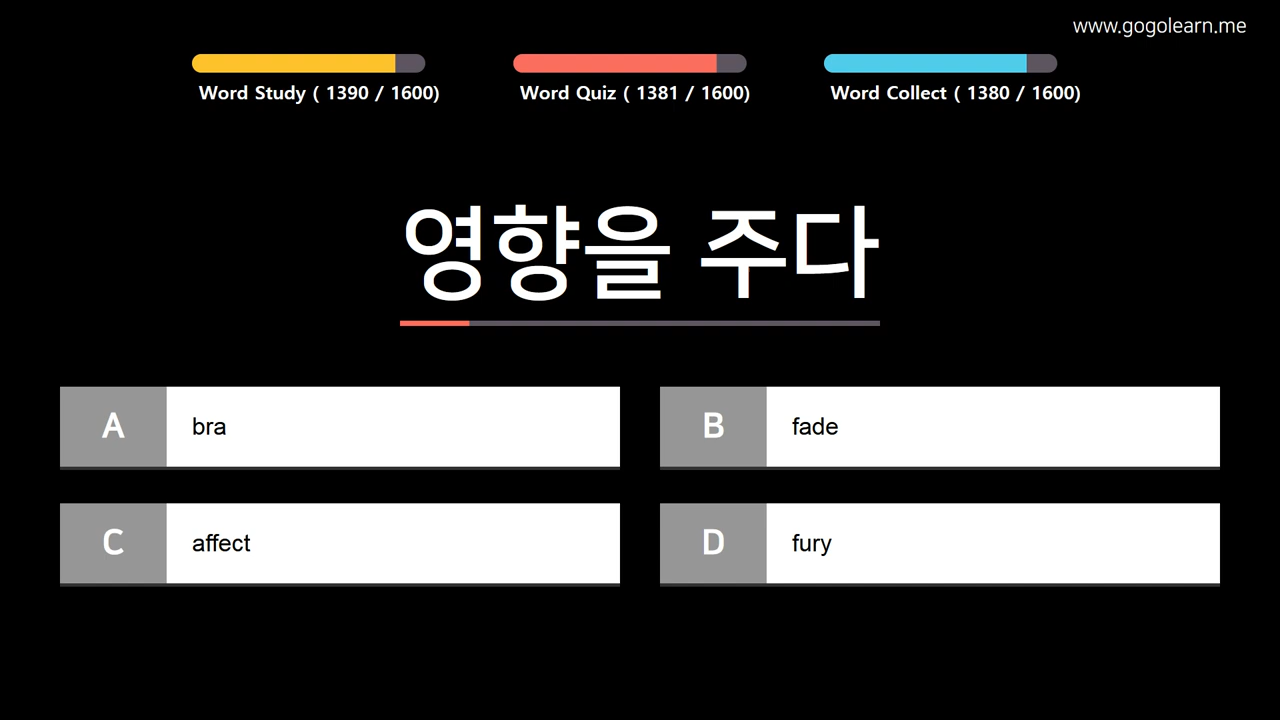 www.gogolearn.me
Word Study ( 1390 / 1600)
Word Quiz ( 1381 / 1600)
Word Collect ( 1380 / 1600)
영향을 주다
A
bra
B
fade
C
affect
D
fury